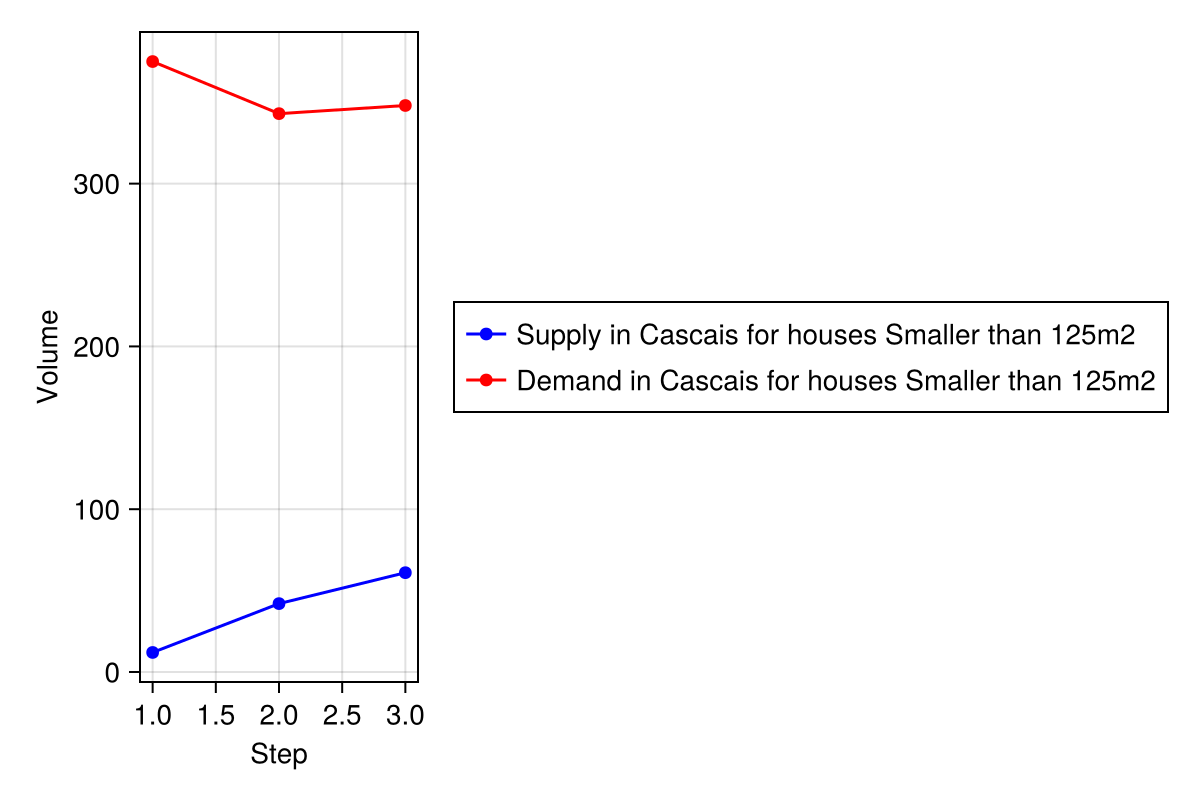 Volume
300
200
100
0
1.0 1.5 2.0 2.5 3.0
Step
Supply in Cascais for houses Smaller than 125m2
Demand in Cascais for houses Smaller than 125m2